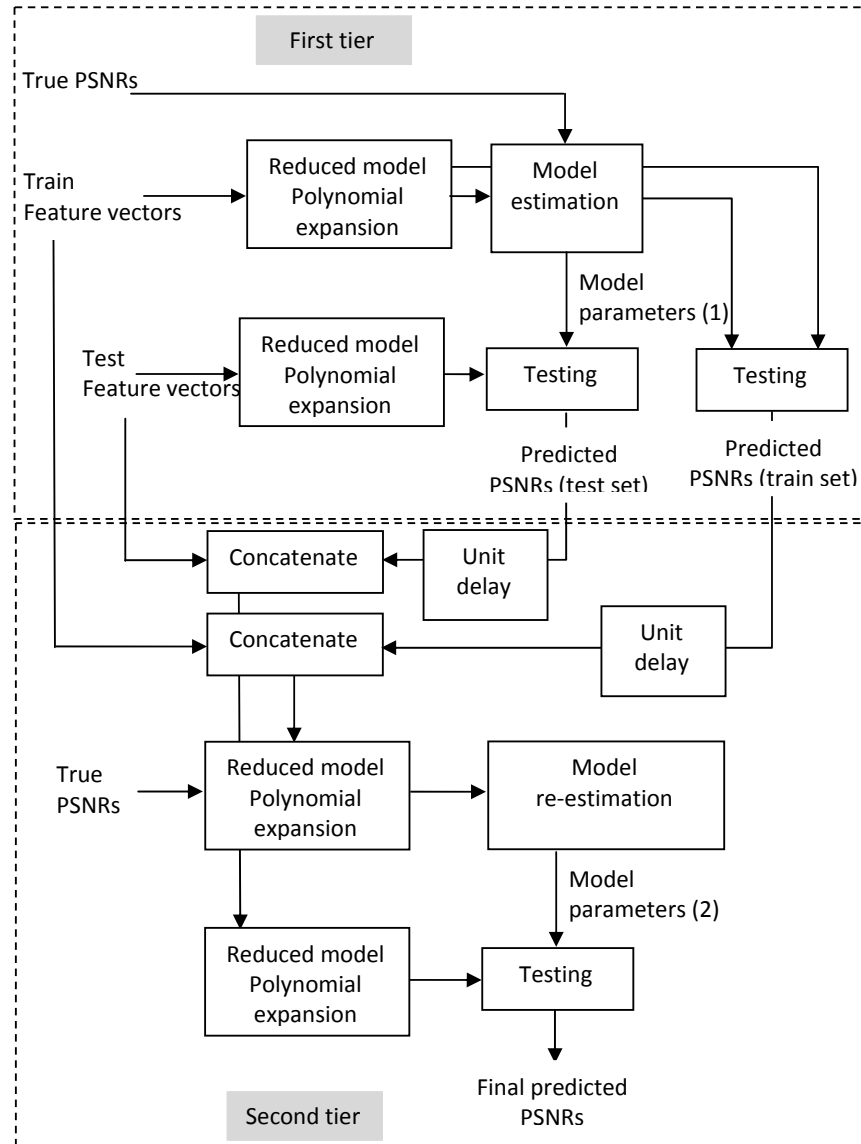 First tier
True PSNRs
Train
Feature vectors
Reduced model
Polynomial
expansion
Model
estimation
Model
parameters (1)
Test
Feature vectors
Reduced model
Polynomial
expansion
Testing
Testing
Predicted
PSNRs (test set)
Predicted
PSNRs (train set)
Concatenate
Unit
delay
Concatenate
Unit
delay
True
PSNRs
Reduced model
Polynomial
expansion
Model
re-estimation
Model
parameters (2)
Reduced model
Polynomial
expansion
Testing
Final predicted
PSNRs
Second tier